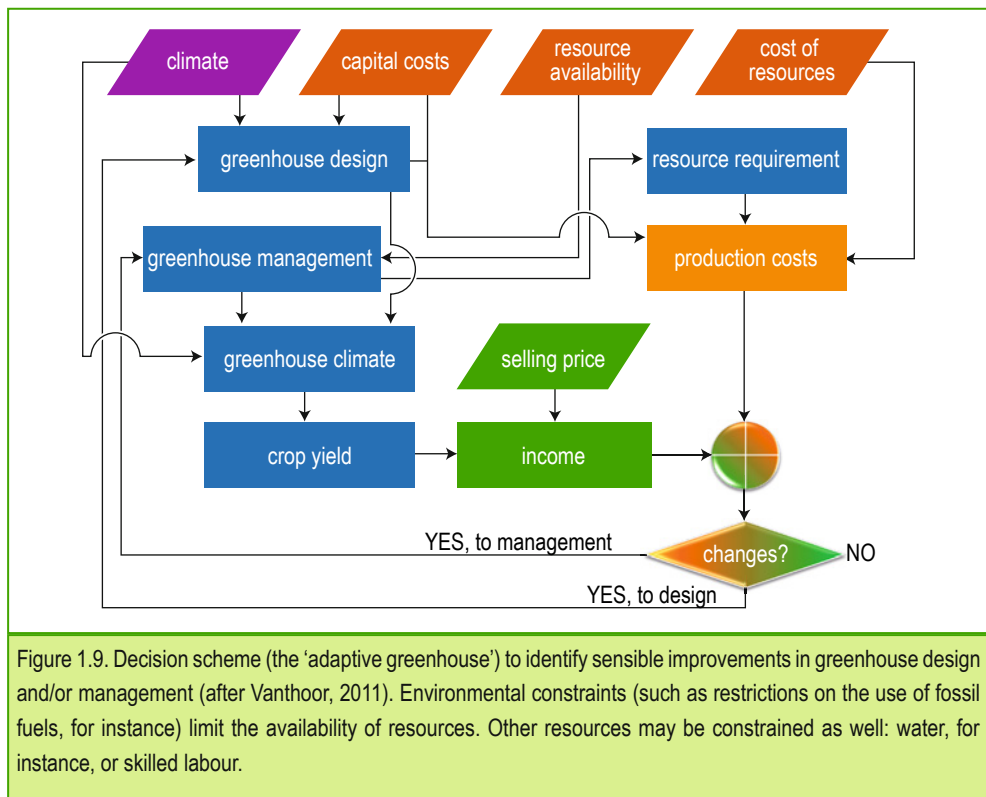 climate
capital costs
resource
availability
cost of
resources
greenhouse design
resource requirement
greenhouse management
production costs
greenhouse climate
selling price
crop yield
income
YES, to management
changes?
NO
YES, to design
Figure 1.9. Decision scheme (the ‘adaptive greenhouse’) to identify sensible improvements in greenhouse design
and/or management (after Vanthoor, 2011). Environmental constraints (such as restrictions on the use of fossil
fuels, for instance) limit the availability of resources. Other resources may be constrained as well: water, for
instance, or skilled labour.